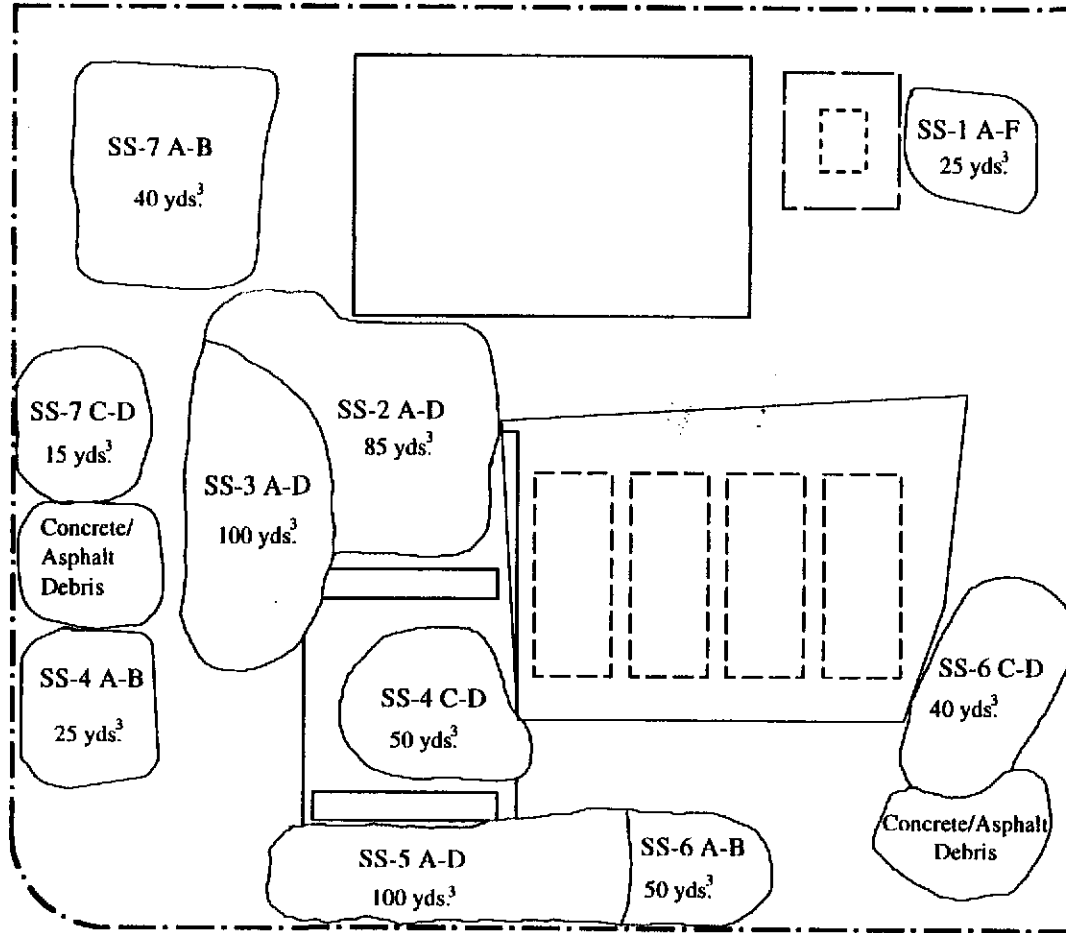 SS-7 A-B
40 yds.³
SS-1 A-F
25 yds.³
SS-7 C-D
15 yds.³
SS-2 A-D
85 yds.³
SS-3 A-D
100 yds.³
Concrete/
Asphalt
Debris
SS-4 A-B
25 yds.³
SS-4 C-D
50 yds.³
SS-6 C-D
40 yds.³
Concrete/Asphalt
Debris
SS-5 A-D
100 yds.³
SS-6 A-B
50 yds.³